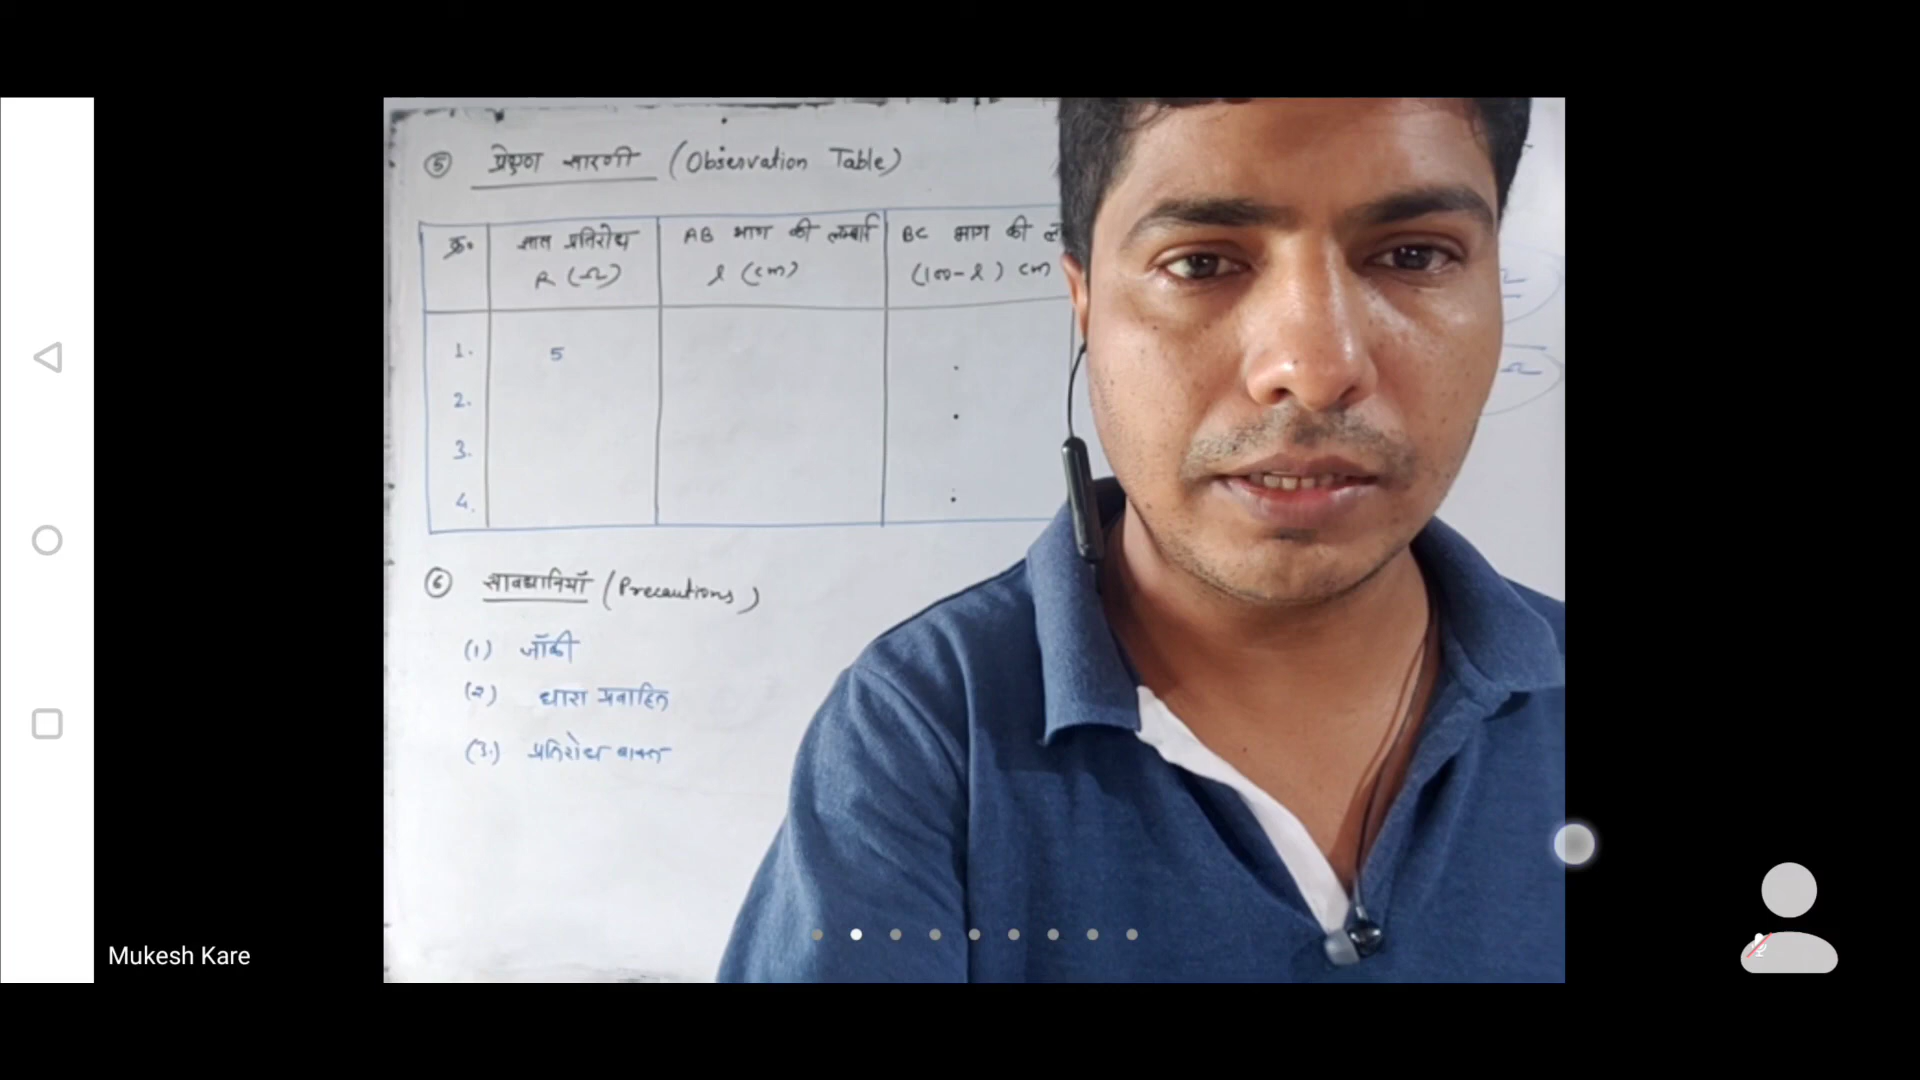 ⑤ प्रेक्षण सारणी (Observation Table)
क्र. ज्ञात प्रतिरोध AB भाग की लम्बाई BC भाग की
R (Ω) l (cm) (100-l) cm
1. 5
2.
3.
4.
⑥ सावधानियाँ (Precautions)
(1) जॉकी
(2) धारा प्रवाहित
(3.) प्रतिरोध बाक्स
Mukesh Kare